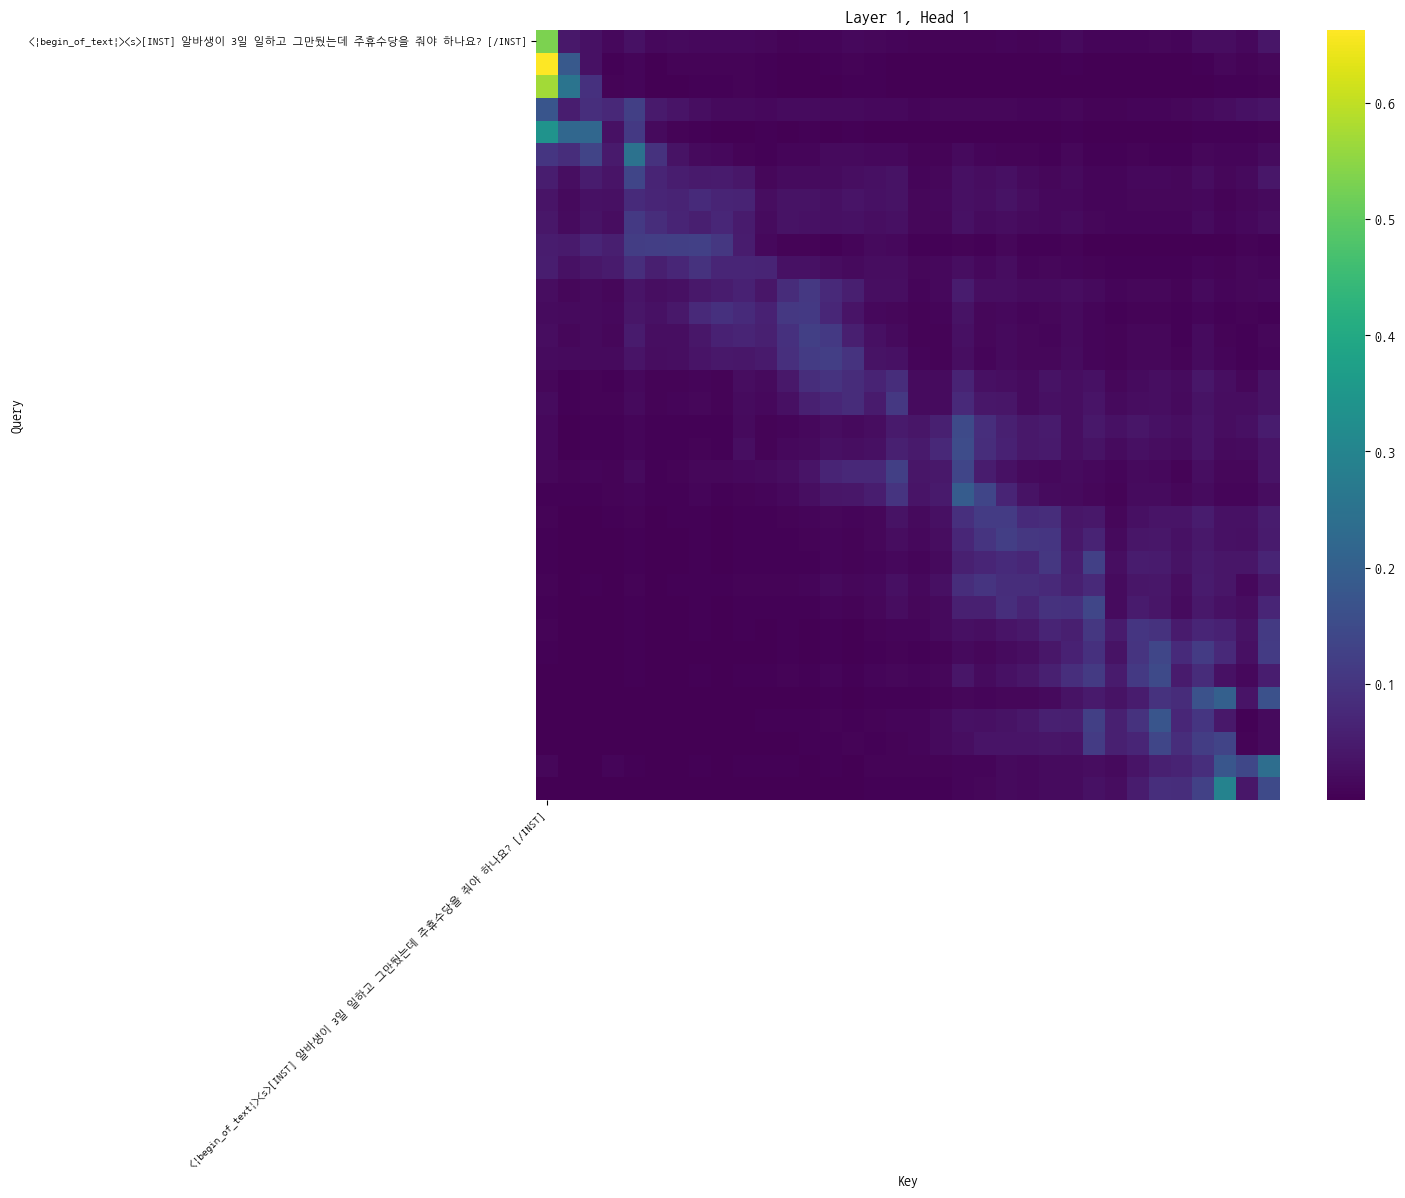 Layer 1, Head 1
<|begin_of_text|><s>[INST] 알바생이 3일 일하고 그만뒀는데 주휴수당을 줘야 하나요? [/INST]
Query
0.6
0.5
0.4
0.3
0.2
0.1
<|begin_of_text|><s>[INST] 알바생이 3일 일하고 그만뒀는데 주휴수당을 줘야 하나요? [/INST]
Key